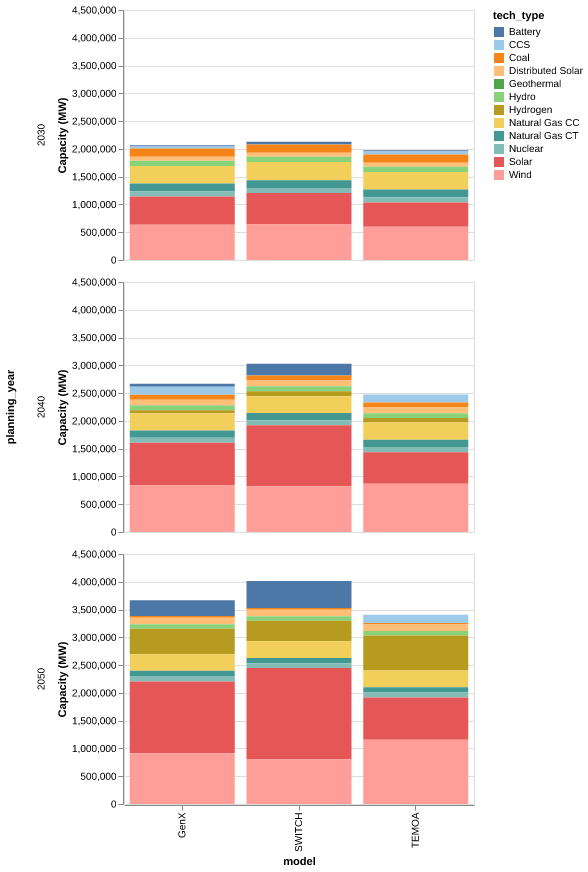 tech_type
Battery
CCS
Coal
Distributed Solar
Geothermal
Hydro
Hydrogen
Natural Gas CC
Natural Gas CT
Nuclear
Solar
Wind
planning_year
2030
Capacity (MW)
4,500,000
4,000,000
3,500,000
3,000,000
2,500,000
2,000,000
1,500,000
1,000,000
500,000
0
2040
Capacity (MW)
4,500,000
4,000,000
3,500,000
3,000,000
2,500,000
2,000,000
1,500,000
1,000,000
500,000
0
2050
Capacity (MW)
4,500,000
4,000,000
3,500,000
3,000,000
2,500,000
2,000,000
1,500,000
1,000,000
500,000
0
GenX
SWITCH
TEMOA
model